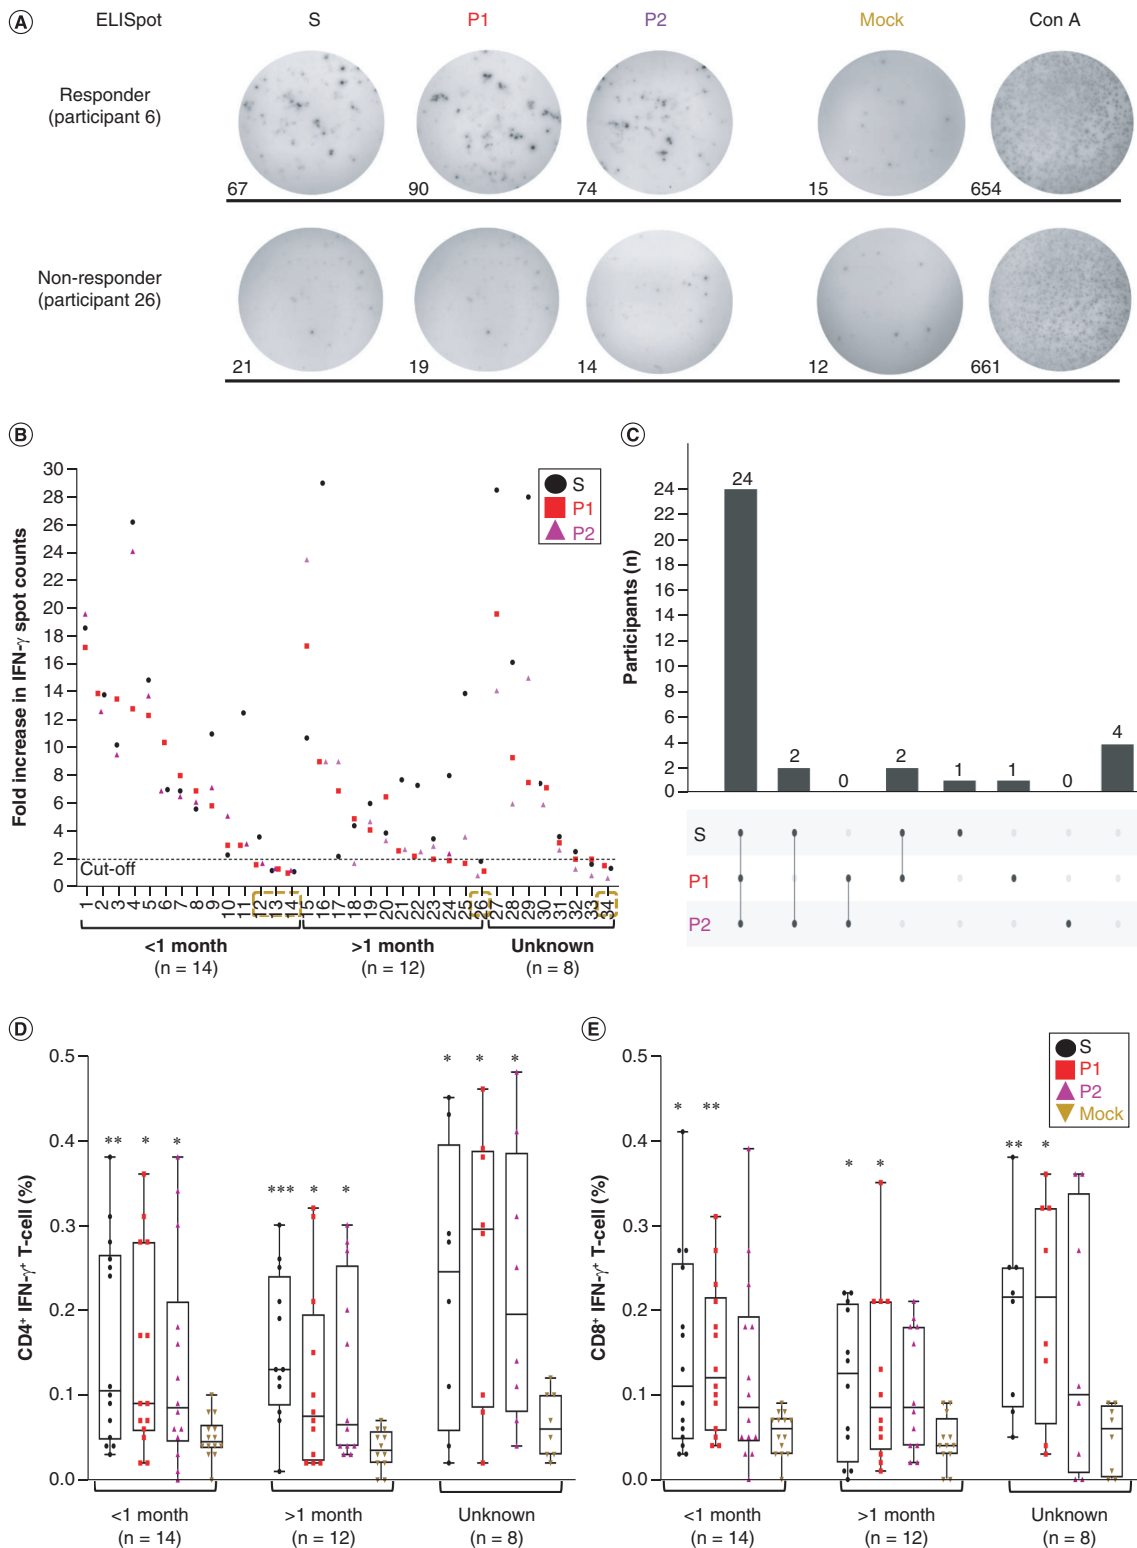 A ELISpot S P1 P2 Mock Con A
Responder
(participant 6)
67 90 74 15 654
Non-responder
(participant 26)
21 19 14 12 661
B
Fold increase in IFN-γ spot counts
30
28
26
24
22
20
18
16
14
12
10
8
6
4
2
0
S
P1
P2
Cut-off
1 2 3 4 5 6 7 8 9 10 11 12 13 14 15 16 17 18 19 20 21 22 23 24 25 26 27 28 29 30 31 32 33 34
<1 month >1 month Unknown
(n = 14) (n = 12) (n = 8)
C
Participants (n)
24
22
20
18
16
14
12
10
8
6
4
2
0
24 2 0 2 1 1 0 4
S
P1
P2
D
CD4⁺ IFN-γ⁺ T-cell (%)
0.5
0.4
0.3
0.2
0.1
0.0
** * *
*** * *
* * *
<1 month >1 month Unknown
(n = 14) (n = 12) (n = 8)
E
CD8⁺ IFN-γ⁺ T-cell (%)
0.5
0.4
0.3
0.2
0.1
0.0
S
P1
P2
Mock
* **
* *
** *
<1 month >1 month Unknown
(n = 14) (n = 12) (n = 8)